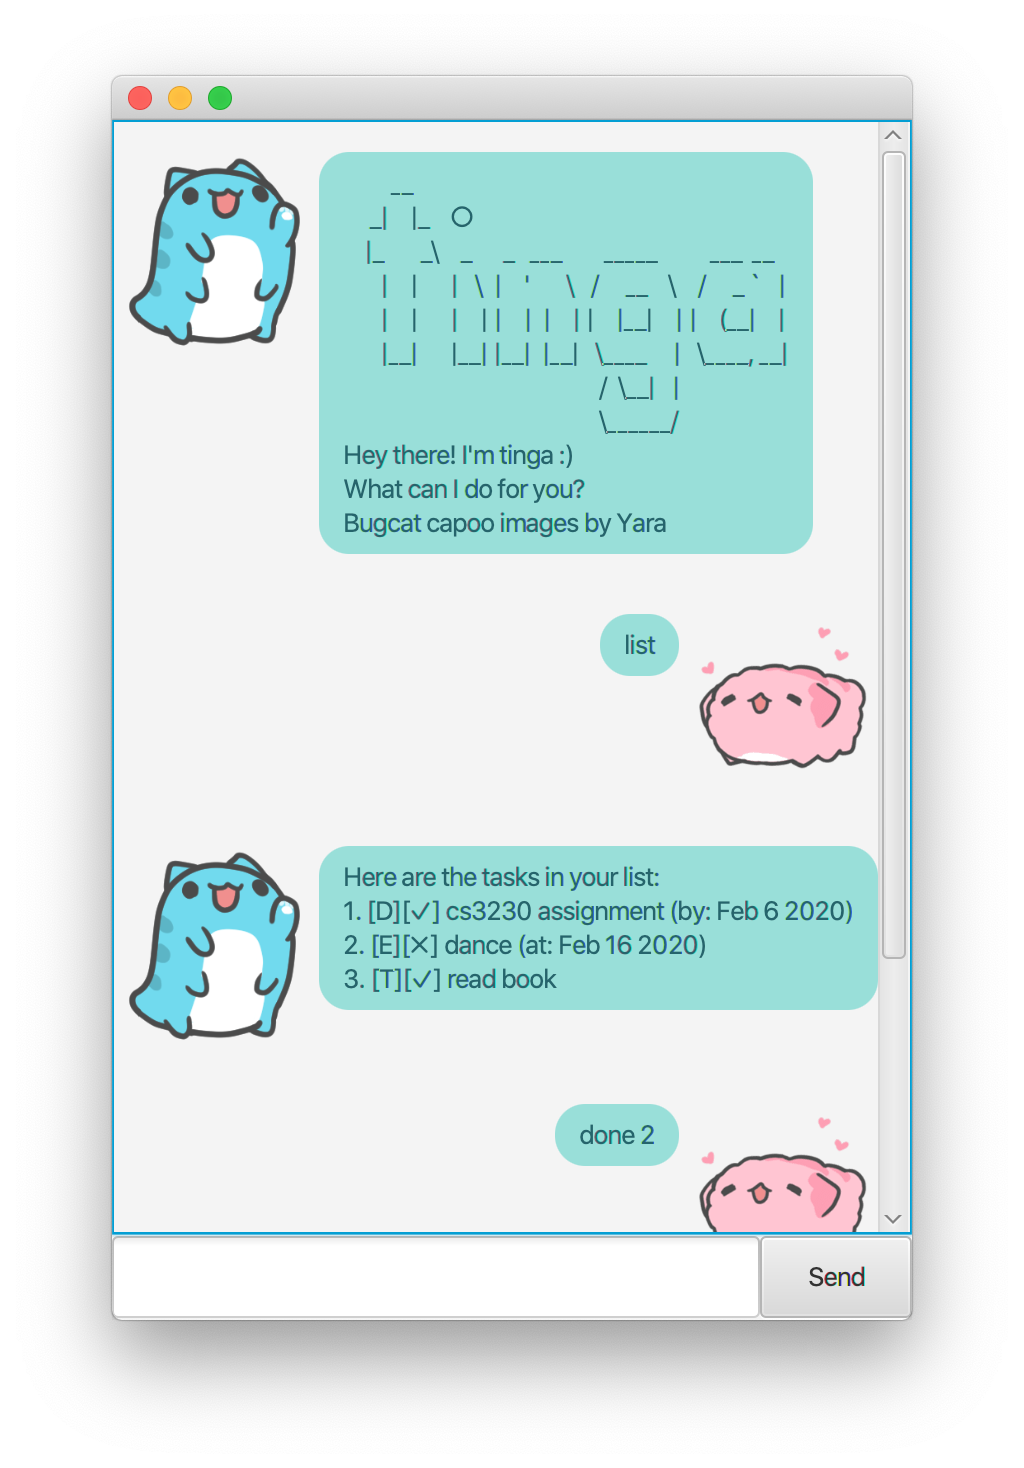 __
   _|   |_   O
  |_     _\   _    _  ___     _____      ___ __
    |   |    |  \ |   '    \  /   __   \   /   _ `  |
    |   |    |   | |   | |   | |   |__|   | |   (__|   |
    |__|    |__| |__|  |__|  \____    |  \____, __|
                             /  \__|   |
                             \______/
Hey there! I'm tinga :)
What can I do for you?
Bugcat capoo images by Yara
list
Here are the tasks in your list:
1. [D][✓] cs3230 assignment (by: Feb 6 2020)
2. [E][✗] dance (at: Feb 16 2020)
3. [T][✓] read book
done 2
Send